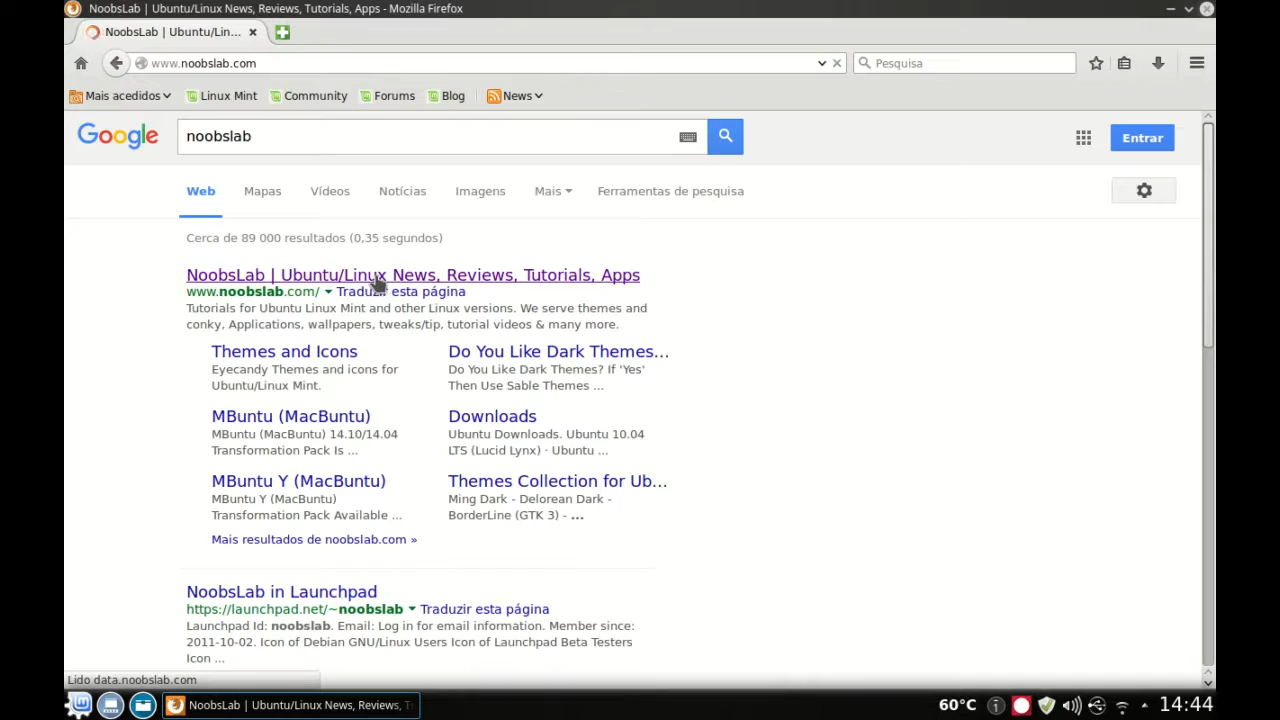 NoobsLab | Ubuntu/Linux News, Reviews, Tutorials, Apps - Mozilla Firefox
NoobsLab | Ubuntu/Lin...
www.noobslab.com
Pesquisa
Mais acedidos
Linux Mint
Community
Forums
Blog
News
Google
noobslab
Entrar
Web
Mapas
Vídeos
Notícias
Imagens
Mais
Ferramentas de pesquisa
Cerca de 89 000 resultados (0,35 segundos)
NoobsLab | Ubuntu/Linux News, Reviews, Tutorials, Apps
www.noobslab.com/ Traduzir esta página
Tutorials for Ubuntu Linux Mint and other Linux versions. We serve themes and
conky, Applications, wallpapers, tweaks/tip, tutorial videos & many more.
Themes and Icons
Eyecandy Themes and icons for
Ubuntu/Linux Mint.
Do You Like Dark Themes...
Do You Like Dark Themes? If 'Yes'
Then Use Sable Themes ...
MBuntu (MacBuntu)
MBuntu (MacBuntu) 14.10/14.04
Transformation Pack Is ...
Downloads
Ubuntu Downloads. Ubuntu 10.04
LTS (Lucid Lynx) · Ubuntu ...
MBuntu Y (MacBuntu)
MBuntu Y (MacBuntu)
Transformation Pack Available ...
Themes Collection for Ub...
Ming Dark - Delorean Dark -
BorderLine (GTK 3) - ...
Mais resultados de noobslab.com »
NoobsLab in Launchpad
https://launchpad.net/~noobslab Traduzir esta página
Launchpad Id: noobslab. Email: Log in for email information. Member since:
2011-10-02. Icon of Debian GNU/Linux Users Icon of Launchpad Beta Testers
Icon ...
Lido data.noobslab.com
NoobsLab | Ubuntu/Linux News, Reviews, T
60°C
14:44